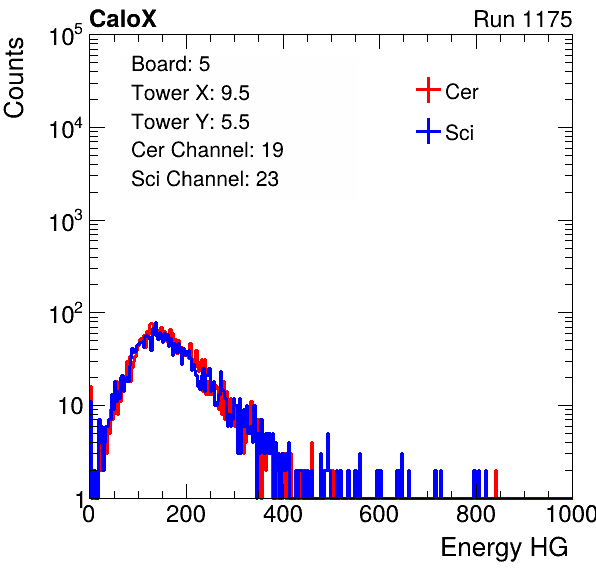 CaloX Run 1175
Counts
10^5
10^4
10^3
10^2
10
1
Board: 5
Tower X: 9.5
Tower Y: 5.5
Cer Channel: 19
Sci Channel: 23
Cer
Sci
0 200 400 600 800 1000
Energy HG